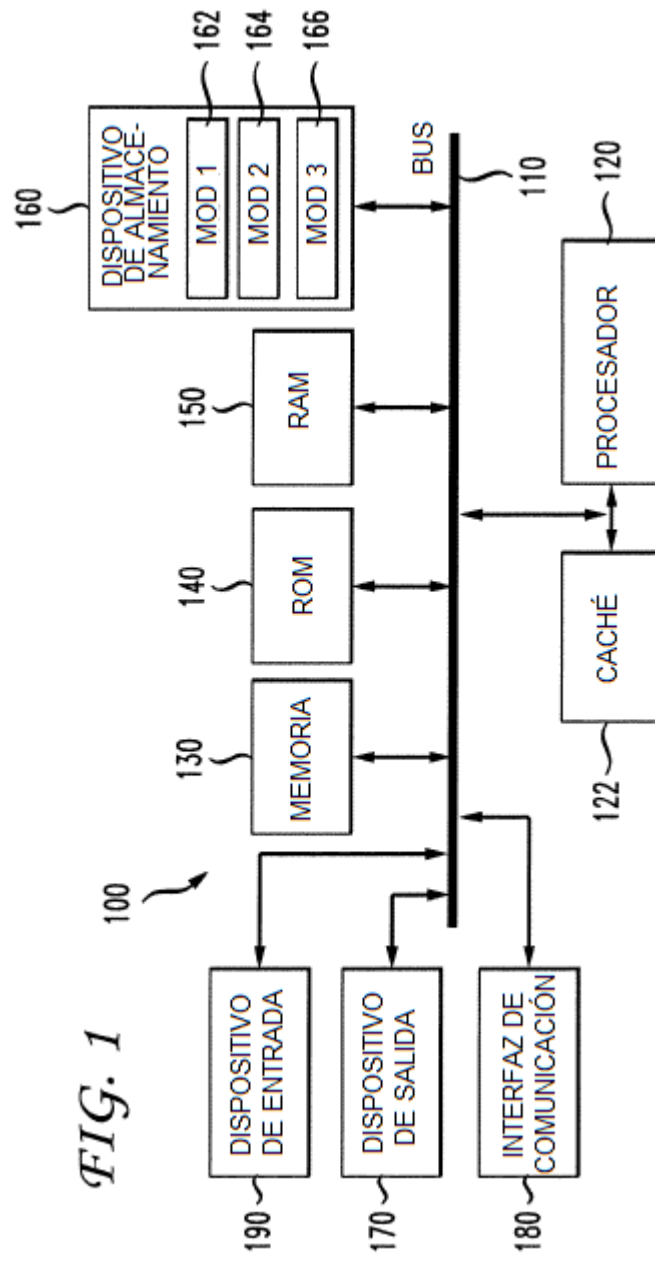 FIG. 1
100
160
DISPOSITIVO
DE ALMACE-
NAMIENTO
MOD 1
162
MOD 2
164
MOD 3
166
150
RAM
140
ROM
130
MEMORIA
BUS
110
190
DISPOSITIVO
DE ENTRADA
170
DISPOSITIVO
DE SALIDA
180
INTERFAZ DE
COMUNICACIÓN
122
CACHÉ
PROCESADOR
120